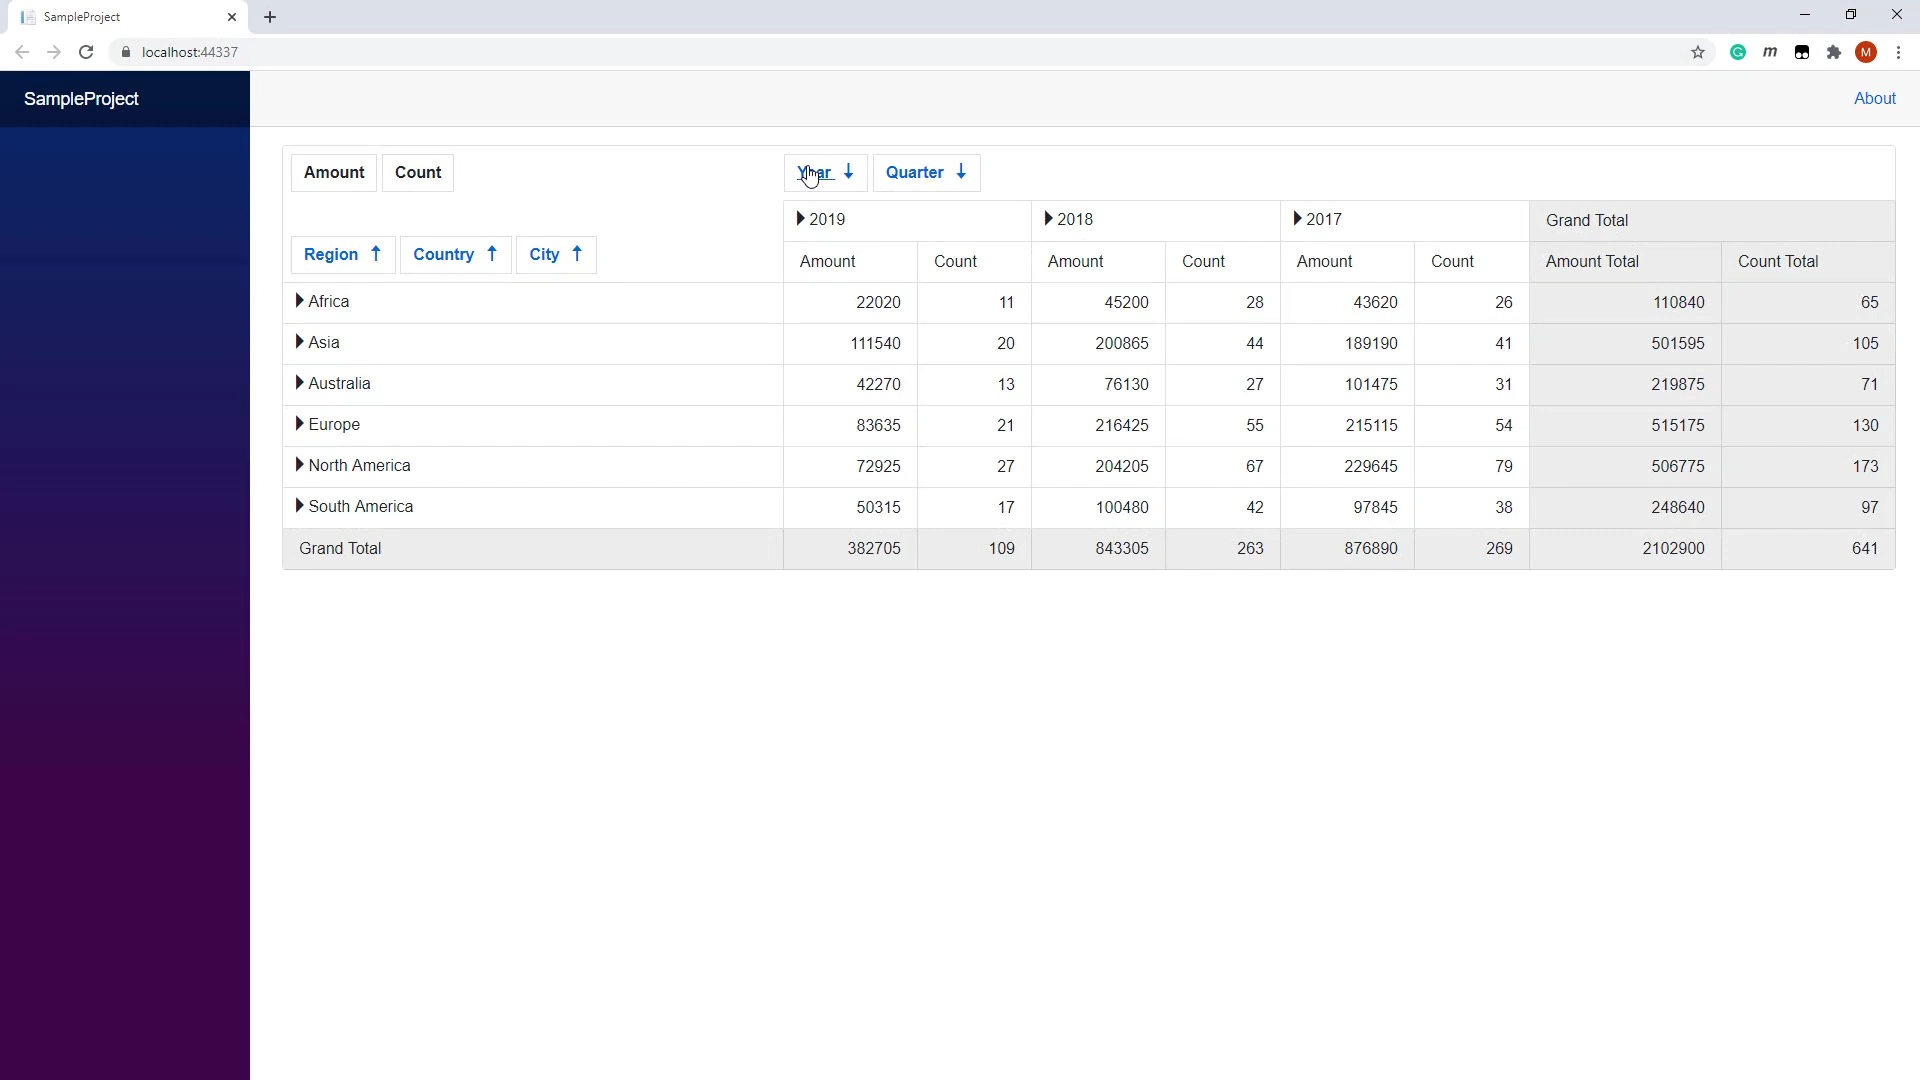 SampleProject
localhost:44337
M
SampleProject
About
Amount Count Year Quarter
2019 2018 2017 Grand Total
Region Country City
Amount Count Amount Count Amount Count Amount Total Count Total
Africa 22020 11 45200 28 43620 26 110840 65
Asia 111540 20 200865 44 189190 41 501595 105
Australia 42270 13 76130 27 101475 31 219875 71
Europe 83635 21 216425 55 215115 54 515175 130
North America 72925 27 204205 67 229645 79 506775 173
South America 50315 17 100480 42 97845 38 248640 97
Grand Total 382705 109 843305 263 876890 269 2102900 641